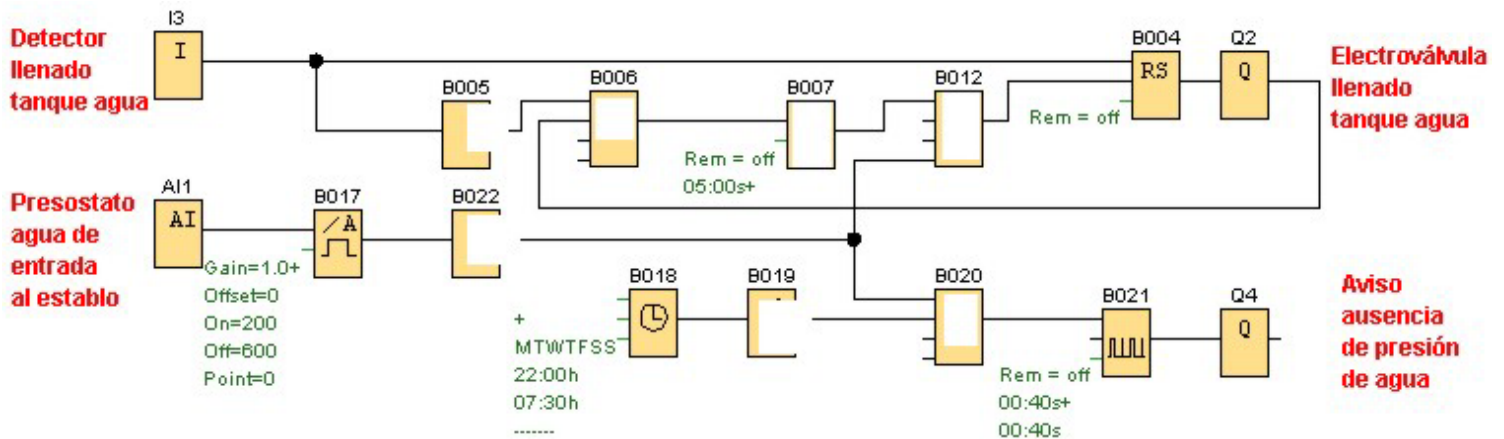 I3
Detector
llenado
tanque agua
I
B005
B006
B007
Rem = off
05:00s+
B012
B004
RS
Rem = off
Q2
Q
Electroválvula
llenado
tanque agua
Presostato
agua de
entrada
al establo
AI1
AI
B017
/A
Gain=1.0+
Offset=0
On=200
Off=600
Point=0
B022
B018
+
MTWTFSS
22:00h
07:30h
-------
B019
B020
B021
Rem = off
00:40s+
00:40s
Q4
Q
Aviso
ausencia
de presión
de agua